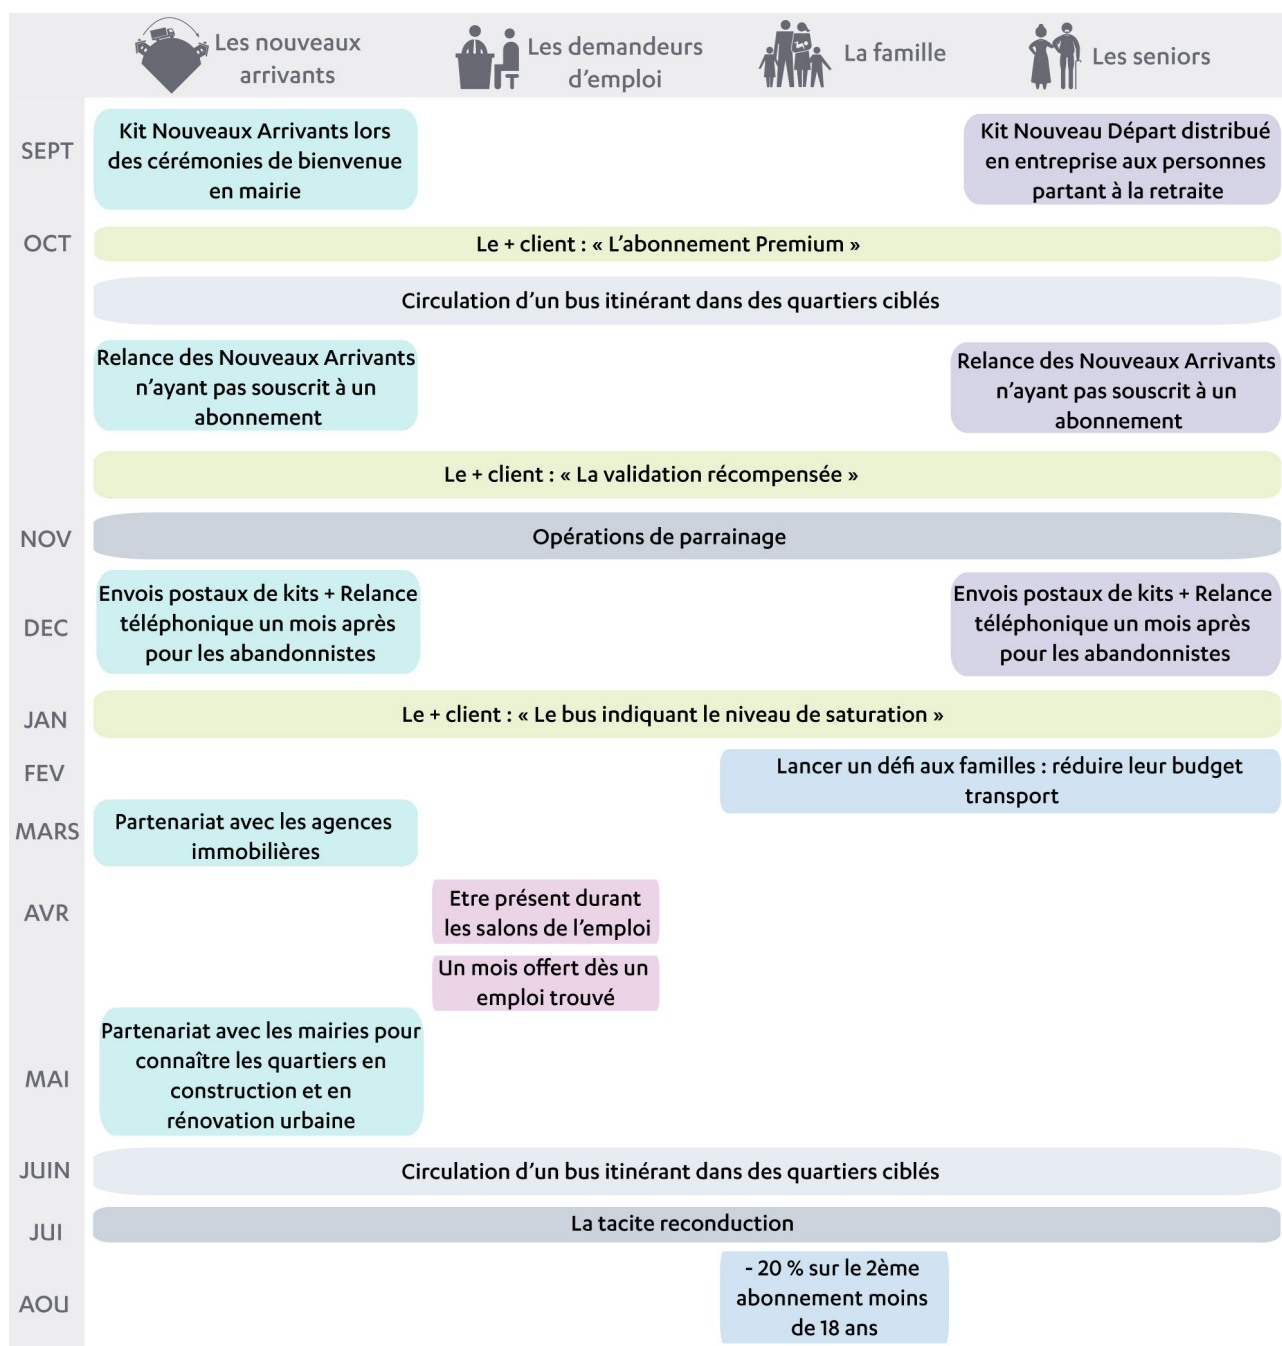 Les nouveaux
arrivants
Les demandeurs
d'emploi
La famille
Les seniors
SEPT
Kit Nouveaux Arrivants lors
des cérémonies de bienvenue
en mairie
Kit Nouveau Départ distribué
en entreprise aux personnes
partant à la retraite
OCT
Le + client : « L'abonnement Premium »
Circulation d'un bus itinérant dans des quartiers ciblés
Relance des Nouveaux Arrivants
n'ayant pas souscrit à un
abonnement
Relance des Nouveaux Arrivants
n'ayant pas souscrit à un
abonnement
Le + client : « La validation récompensée »
NOV
Opérations de parrainage
DEC
Envois postaux de kits + Relance
téléphonique un mois après
pour les abandonnistes
Envois postaux de kits + Relance
téléphonique un mois après
pour les abandonnistes
JAN
Le + client : « Le bus indiquant le niveau de saturation »
FEV
Lancer un défi aux familles : réduire leur budget
transport
MARS
Partenariat avec les agences
immobilières
AVR
Etre présent durant
les salons de l'emploi
Un mois offert dès un
emploi trouvé
MAI
Partenariat avec les mairies pour
connaître les quartiers en
construction et en
rénovation urbaine
JUIN
Circulation d'un bus itinérant dans des quartiers ciblés
JUI
La tacite reconduction
AOU
- 20 % sur le 2ème
abonnement moins
de 18 ans